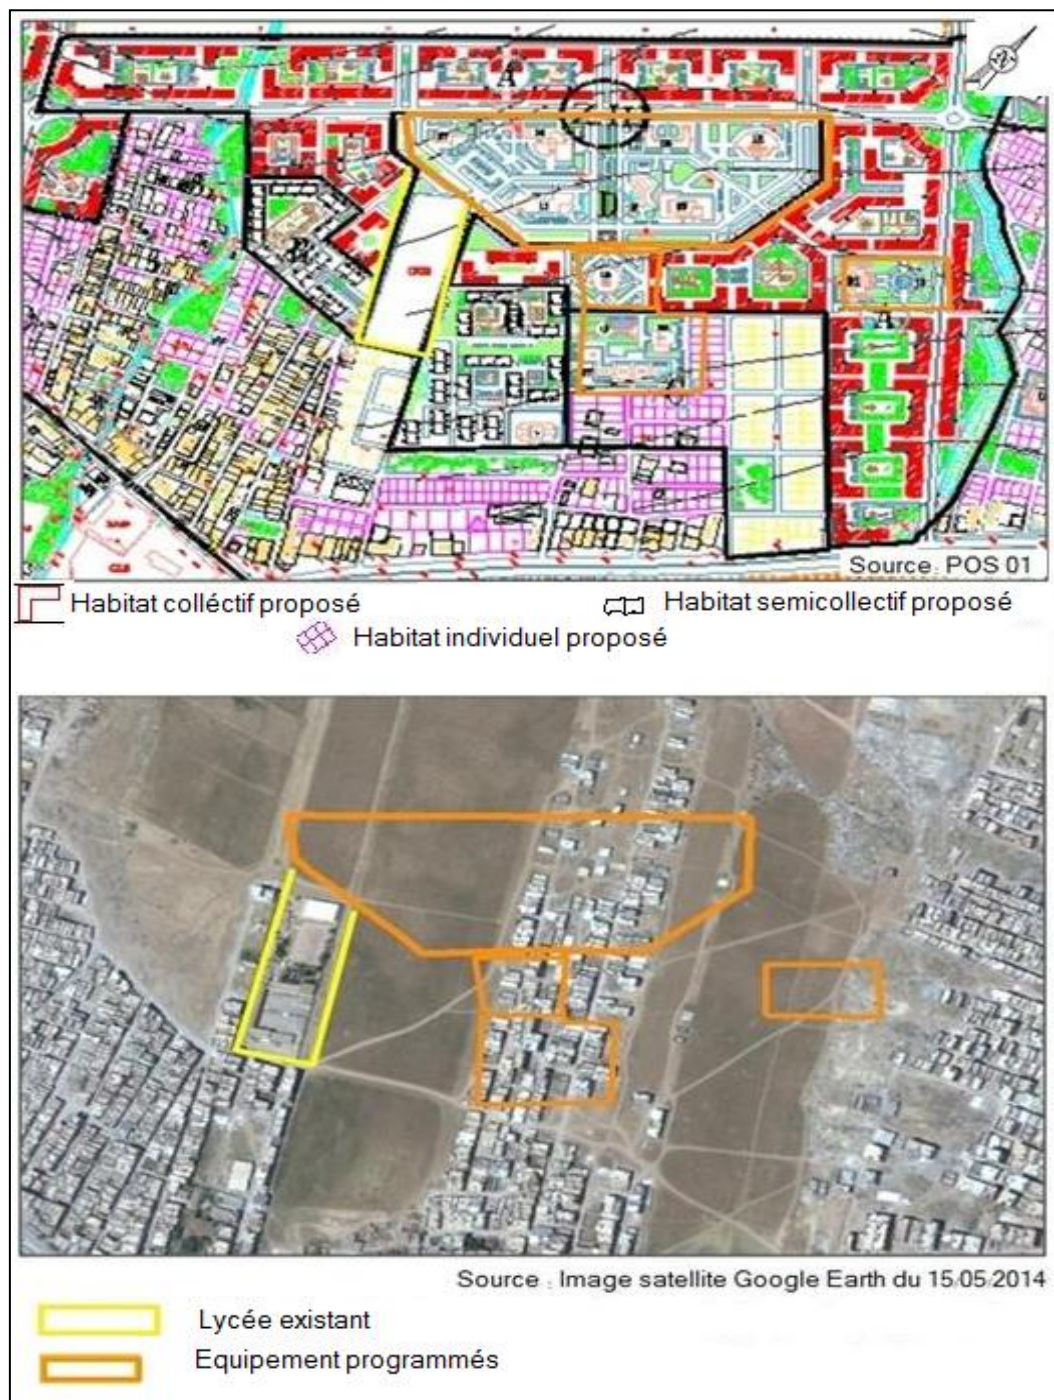 A
D
Source : POS 01
Habitat colléctif proposé
Habitat semicollectif proposé
Habitat individuel proposé
Source : Image satellite Google Earth du 15/05/2014
Lycée existant
Equipement programmés